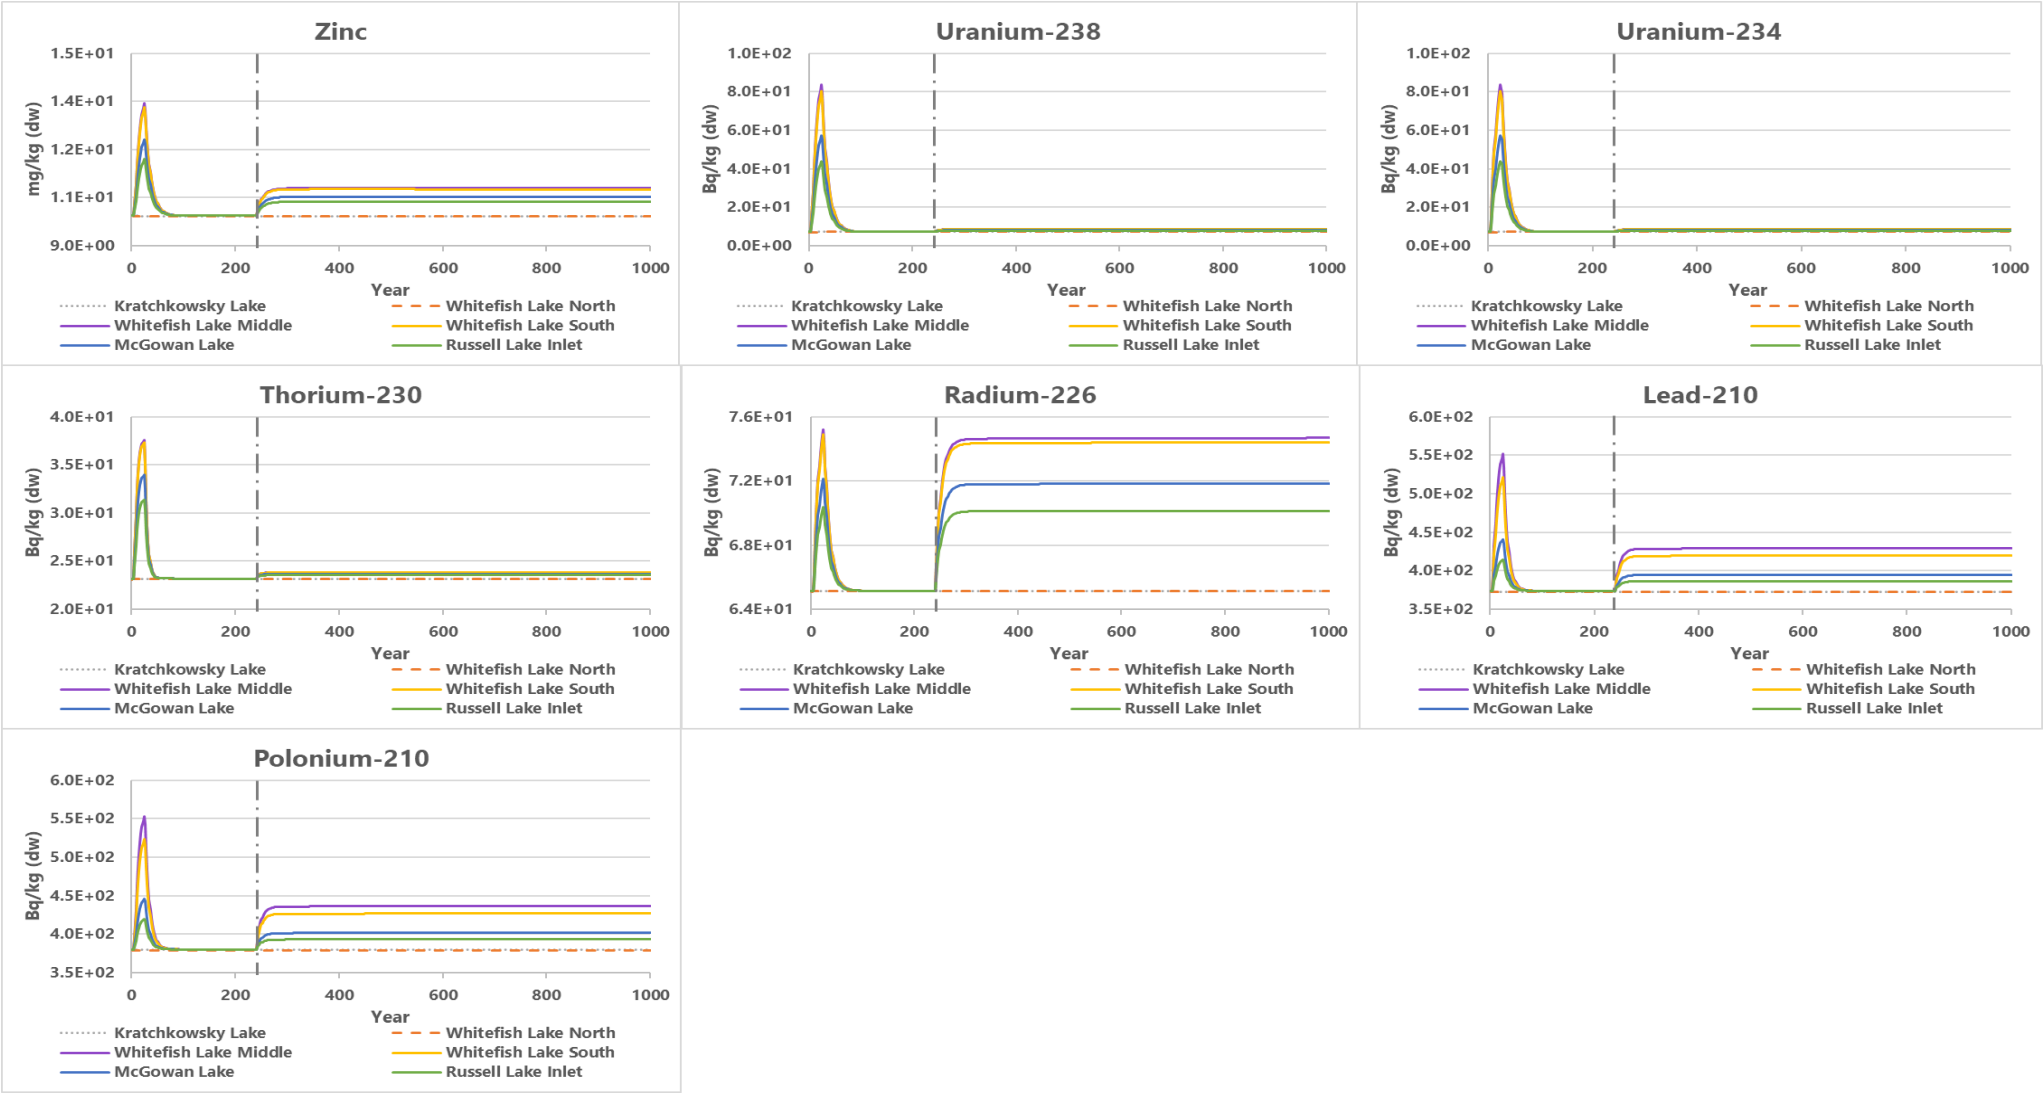 Zinc
mg/kg (dw)
1.5E+01
1.4E+01
1.2E+01
1.1E+01
9.0E+00
0 200 400 600 800 1000
Year
Kratchkowsky Lake Whitefish Lake North
Whitefish Lake Middle Whitefish Lake South
McGowan Lake Russell Lake Inlet
Uranium-238
Bq/kg (dw)
1.0E+02
8.0E+01
6.0E+01
4.0E+01
2.0E+01
0.0E+00
0 200 400 600 800 1000
Year
Kratchkowsky Lake Whitefish Lake North
Whitefish Lake Middle Whitefish Lake South
McGowan Lake Russell Lake Inlet
Uranium-234
Bq/kg (dw)
1.0E+02
8.0E+01
6.0E+01
4.0E+01
2.0E+01
0.0E+00
0 200 400 600 800 1000
Year
Kratchkowsky Lake Whitefish Lake North
Whitefish Lake Middle Whitefish Lake South
McGowan Lake Russell Lake Inlet
Thorium-230
Bq/kg (dw)
4.0E+01
3.5E+01
3.0E+01
2.5E+01
2.0E+01
0 200 400 600 800 1000
Year
Kratchkowsky Lake Whitefish Lake North
Whitefish Lake Middle Whitefish Lake South
McGowan Lake Russell Lake Inlet
Radium-226
Bq/kg (dw)
7.6E+01
7.2E+01
6.8E+01
6.4E+01
0 200 400 600 800 1000
Year
Kratchkowsky Lake Whitefish Lake North
Whitefish Lake Middle Whitefish Lake South
McGowan Lake Russell Lake Inlet
Lead-210
Bq/kg (dw)
6.0E+02
5.5E+02
5.0E+02
4.5E+02
4.0E+02
3.5E+02
0 200 400 600 800 1000
Year
Kratchkowsky Lake Whitefish Lake North
Whitefish Lake Middle Whitefish Lake South
McGowan Lake Russell Lake Inlet
Polonium-210
Bq/kg (dw)
6.0E+02
5.5E+02
5.0E+02
4.5E+02
4.0E+02
3.5E+02
0 200 400 600 800 1000
Year
Kratchkowsky Lake Whitefish Lake North
Whitefish Lake Middle Whitefish Lake South
McGowan Lake Russell Lake Inlet